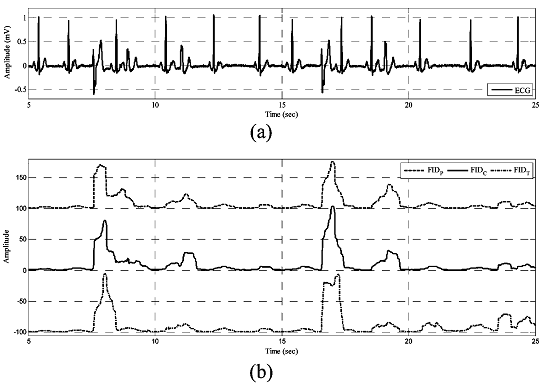 1
0.5
0
-0.5
Amplitude (mV)
ECG
5
10
15
20
25
Time (sec)
(a)
FID_P FID_C FID_T
150
100
50
0
-50
-100
Amplitude
5
10
15
20
25
Time (sec)
(b)